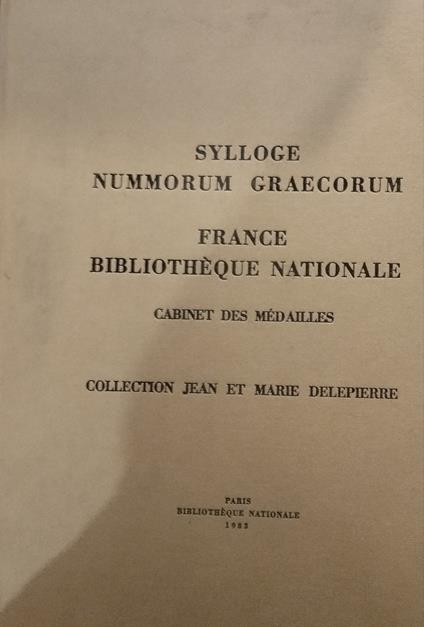 SYLLOGE
NUMMORUM GRAECORUM
FRANCE
BIBLIOTHÈQUE NATIONALE
CABINET DES MÉDAILLES
COLLECTION JEAN ET MARIE DELEPIERRE
PARIS
BIBLIOTHÈQUE NATIONALE
1983